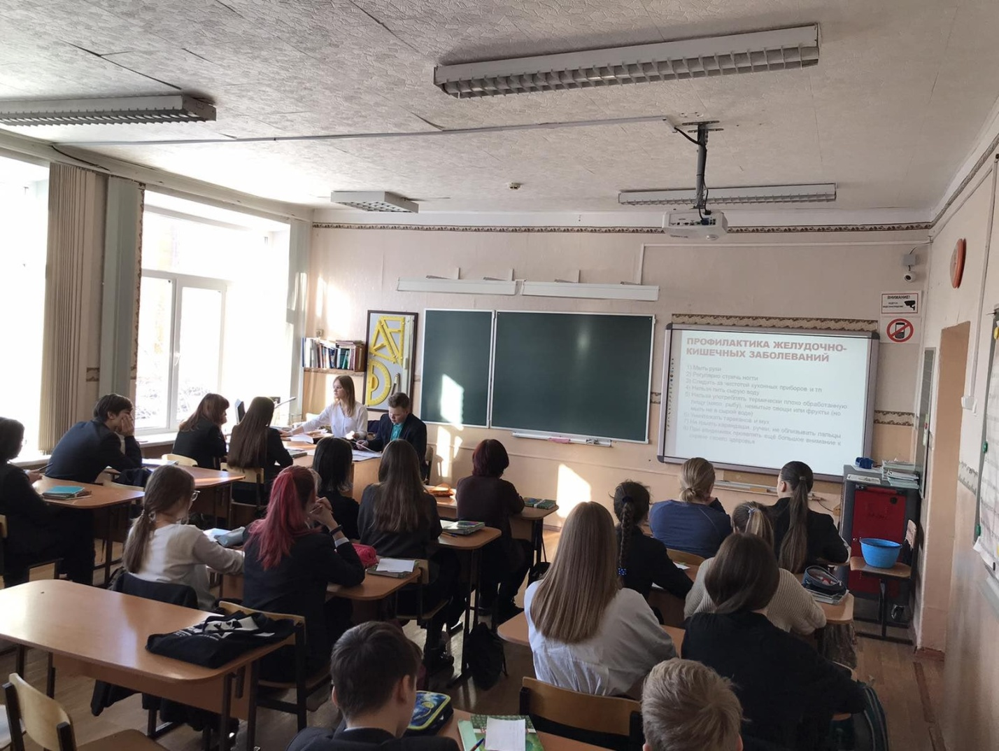 ВНИМАНИЕ!
ПРОФИЛАКТИКА ЖЕЛУДОЧНО-
КИШЕЧНЫХ ЗАБОЛЕВАНИЙ
1) Мыть руки
2) Регулярно стричь ногти
3) Следить за чистотой кухонных приборов и тп
4) Нельзя пить сырую воду
5) Нельзя употреблять термически плохо обработанную
пищу (мясо, рыбу), немытые овощи или фрукты (но
мыть не в сырой воде)
6) Уничтожать тараканов и мух
7) Не грызть карандаши, ручки, не облизывать пальцы
8) При эпидемиях проявлять ещё большее внимание к
охране своего здоровья